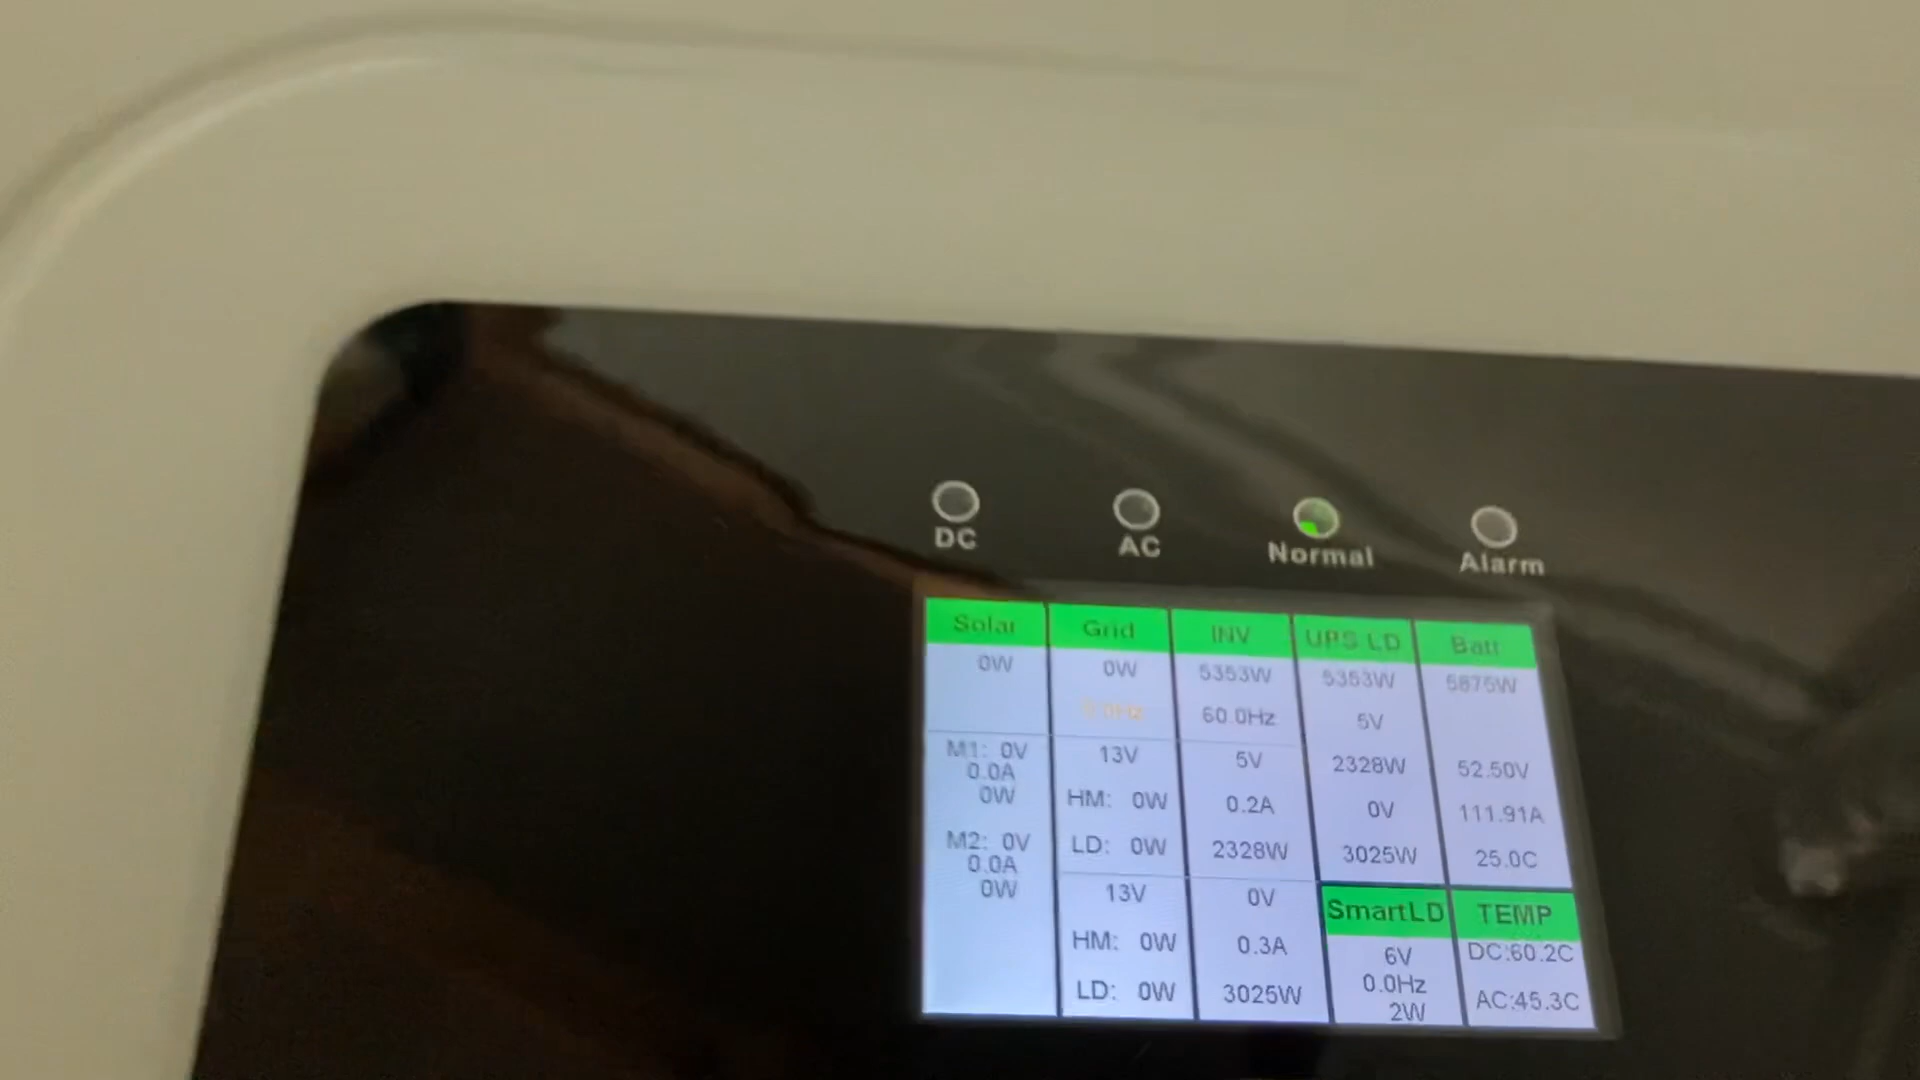 DC AC Normal Alarm
Solar Grid INV UPS LD Batt
0W 0W 5353W 5353W 5875W
0.0Hz 60.0Hz 5V
M1: 0V 13V 5V 2328W 52.50V
0.0A
0W HM: 0W 0.2A 0V 111.91A
M2: 0V LD: 0W 2328W 3025W 25.0C
0.0A
0W 13V 0V SmartLD TEMP
HM: 0W 0.3A 6V DC:60.2C
0.0Hz
LD: 0W 3025W 2W AC:45.3C